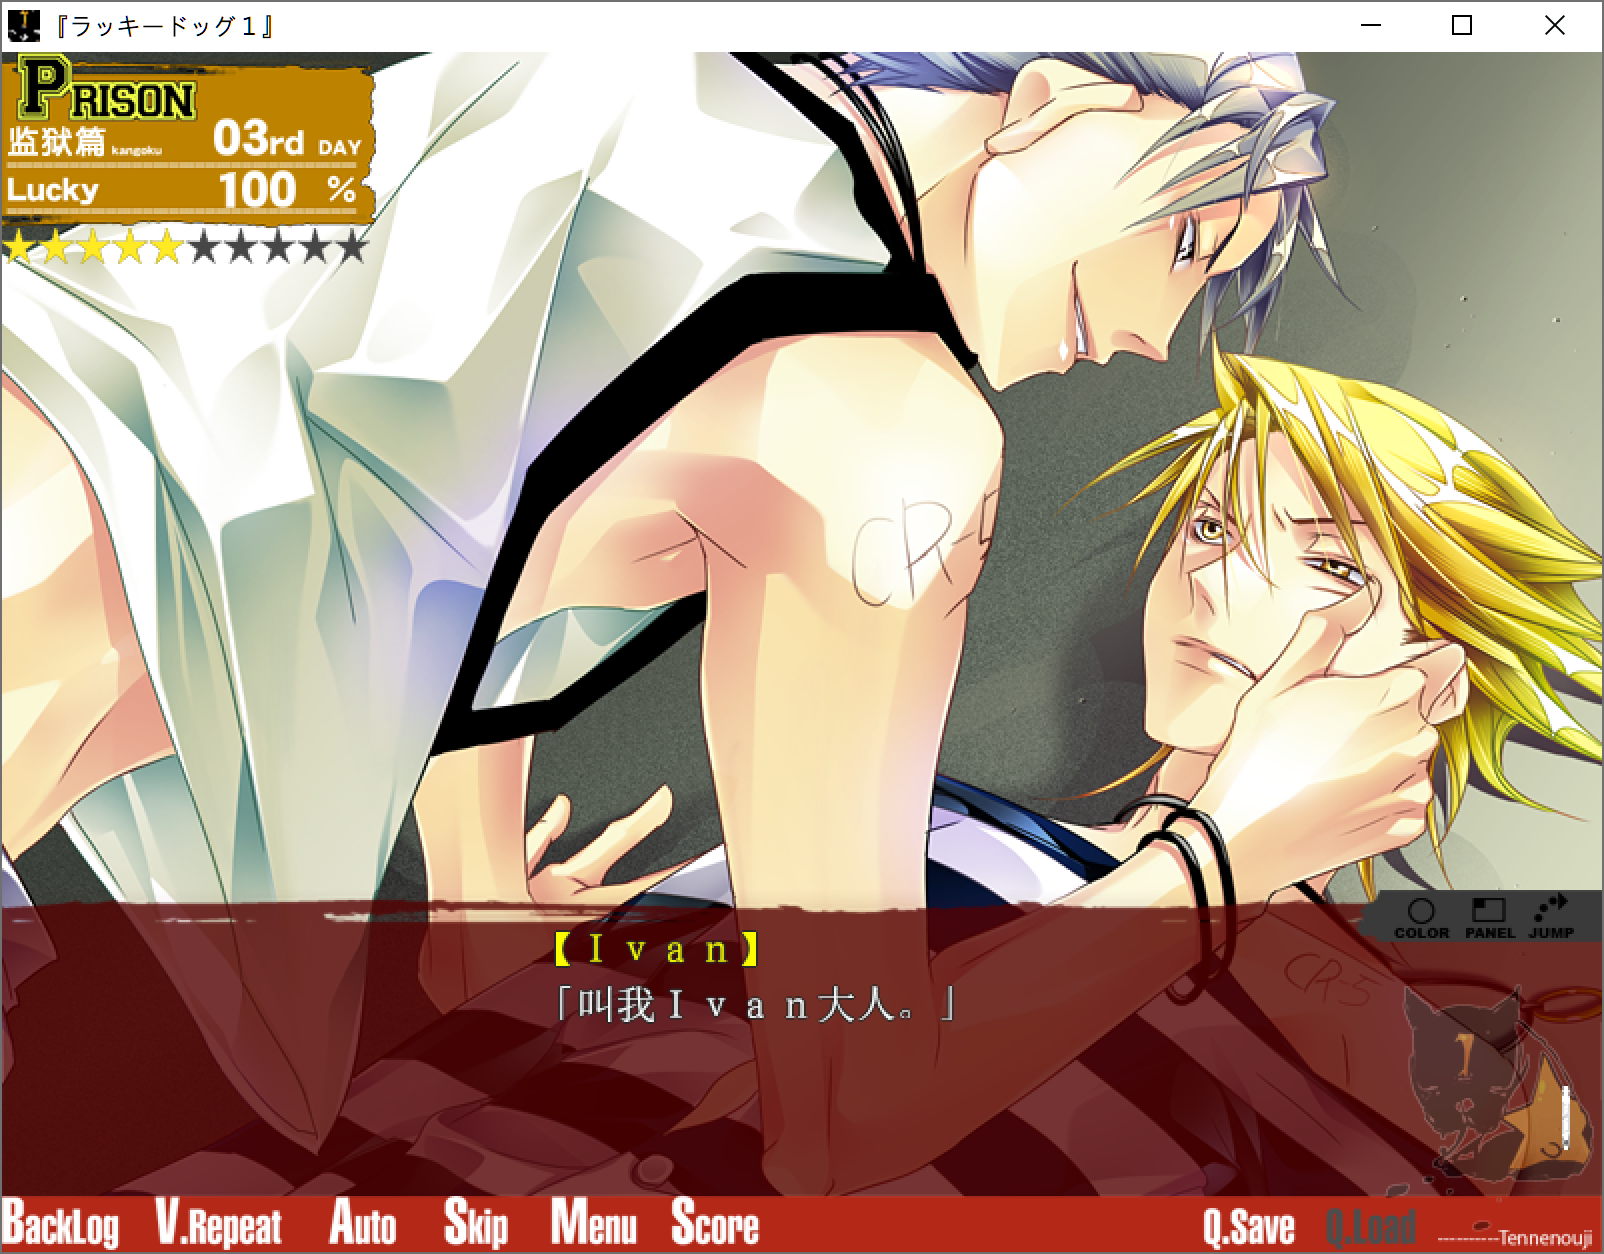 『ラッキードッグ１』
PRISON
监狱篇 kangoku 03rd DAY
Lucky 100 %
CR-5
【Ｉｖａｎ】
「叫我Ｉｖａｎ大人。」
COLOR PANEL JUMP
CR-5
1
BACKLOG V.REPEAT AUTO SKIP MENU SCORE Q.SAVE Q.LOAD ----------Tennenouji